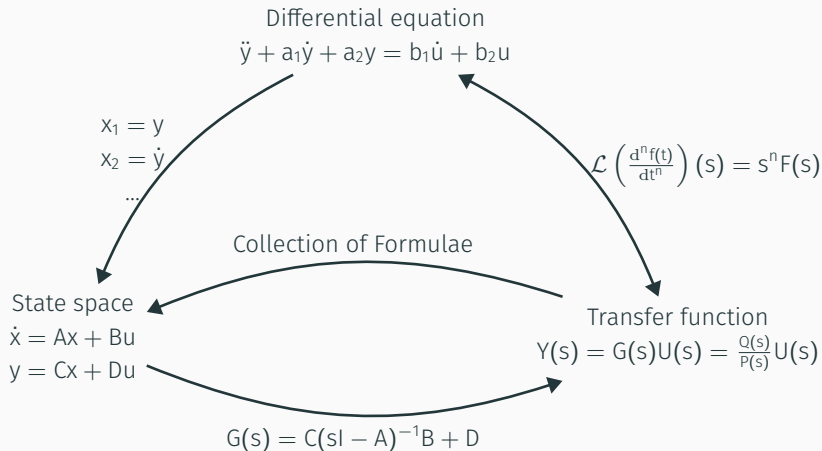 Differential equation
ÿ + a₁ẏ + a₂y = b₁u̇ + b₂u
x₁ = y
x₂ = ẏ
...
ℒ(dⁿf(t)/dtⁿ)(s) = sⁿF(s)
Collection of Formulae
State space
ẋ = Ax + Bu
y = Cx + Du
Transfer function
Y(s) = G(s)U(s) = Q(s)/P(s) U(s)
G(s) = C(sI − A)⁻¹B + D